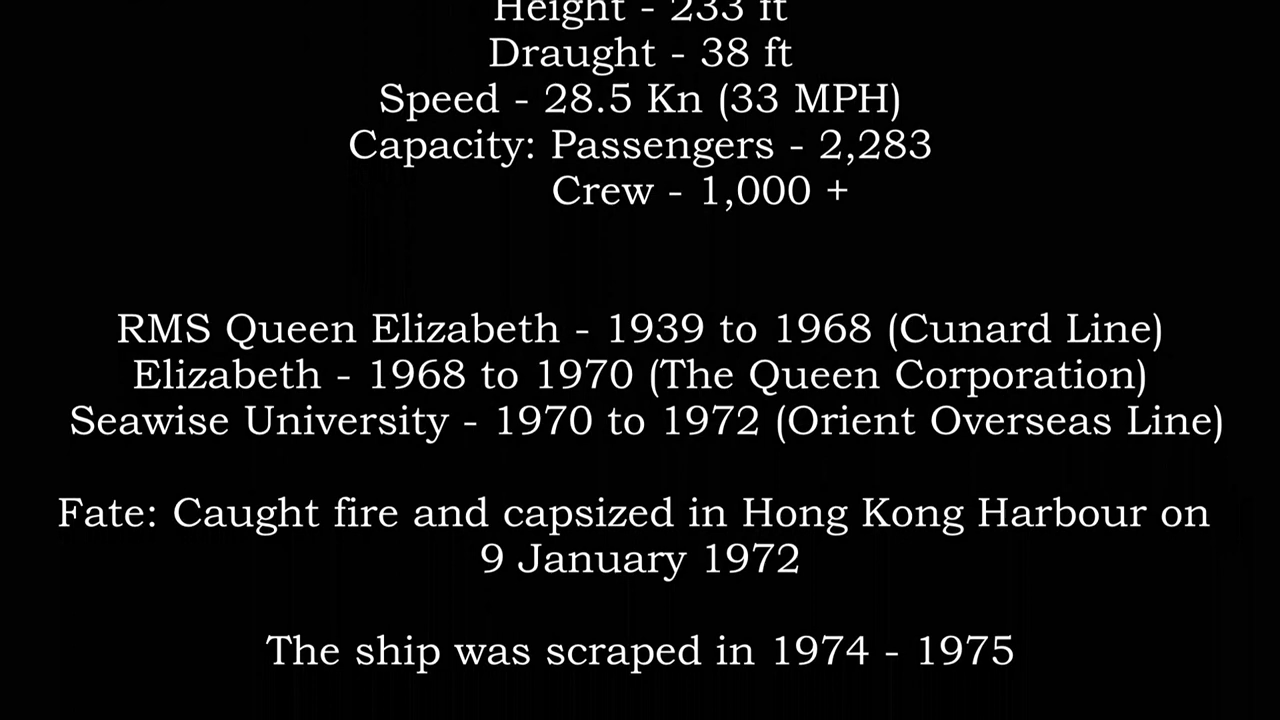 Height - 233 ft
Draught - 38 ft
Speed - 28.5 Kn (33 MPH)
Capacity: Passengers - 2,283
Crew - 1,000 +
RMS Queen Elizabeth - 1939 to 1968 (Cunard Line)
Elizabeth - 1968 to 1970 (The Queen Corporation)
Seawise University - 1970 to 1972 (Orient Overseas Line)
Fate: Caught fire and capsized in Hong Kong Harbour on
9 January 1972
The ship was scraped in 1974 - 1975